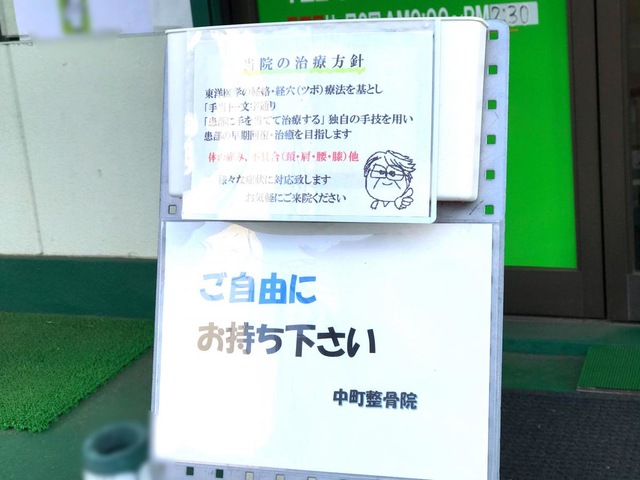 AM9:00~PM2:30
当院の治療方針
東洋医学の経絡・経穴(ツボ)療法を基とし
「手当」一文字通り
「患部に手を当てて治療する」独自の手技を用い
患部の早期回復・治癒を目指します
体の痛み、不具合(頭・肩・腰・膝)他
様々な症状に対応致します
お気軽にご来院ください
ご自由に
お持ち下さい
中町整骨院